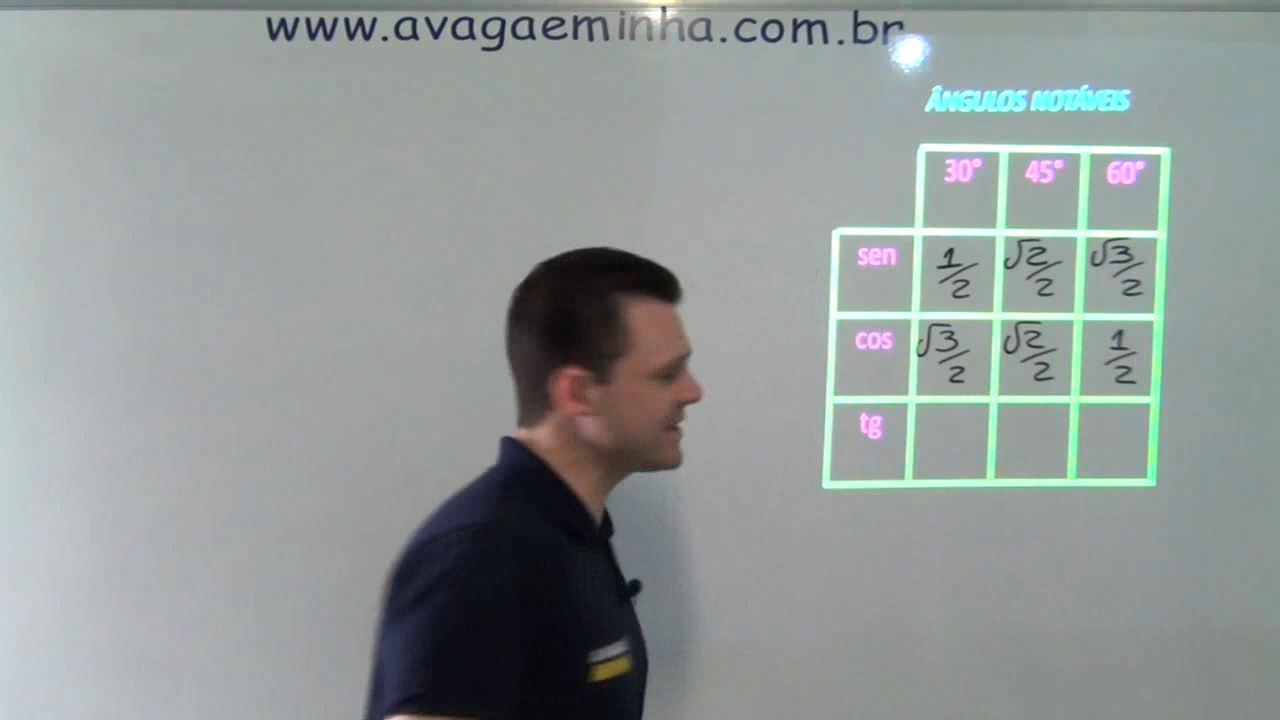 www.avagaeminha.com.br
ÂNGULOS NOTÁVEIS
30° 45° 60°
sen 1/2 √2/2 √3/2
cos √3/2 √2/2 1/2
tg